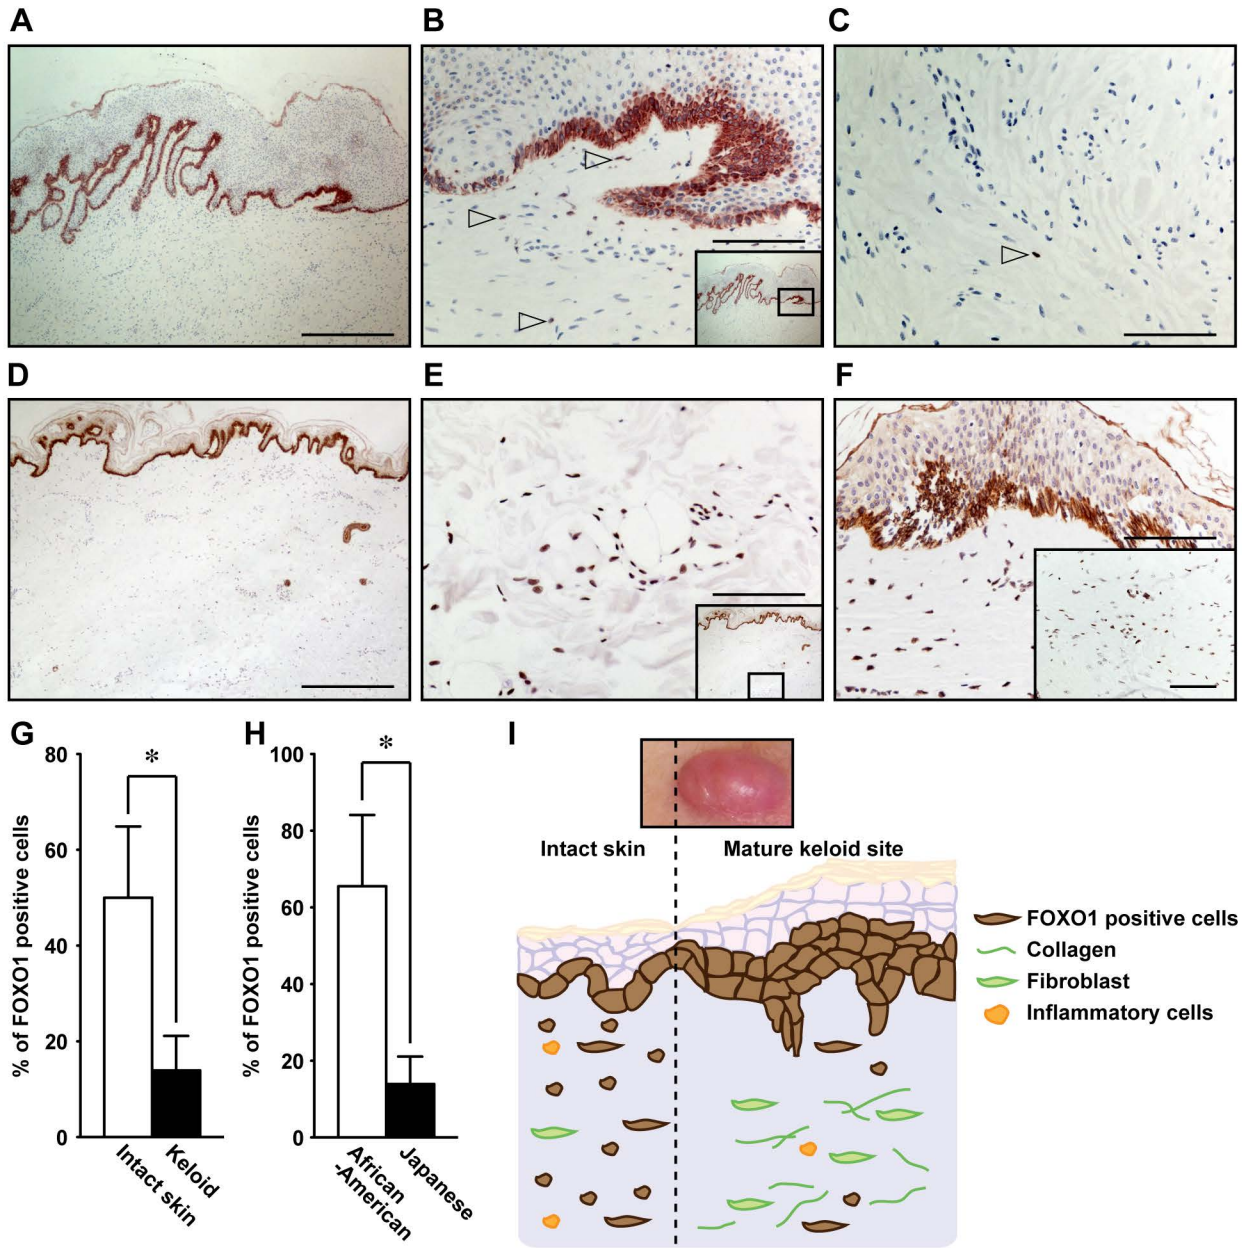 A
B
C
D
E
F
G
% of FOXO1 positive cells
80
60
40
20
0
*
Intact skin
Keloid
H
% of FOXO1 positive cells
100
80
60
40
20
0
*
African
-American
Japanese
I
Intact skin
Mature keloid site
FOXO1 positive cells
Collagen
Fibroblast
Inflammatory cells